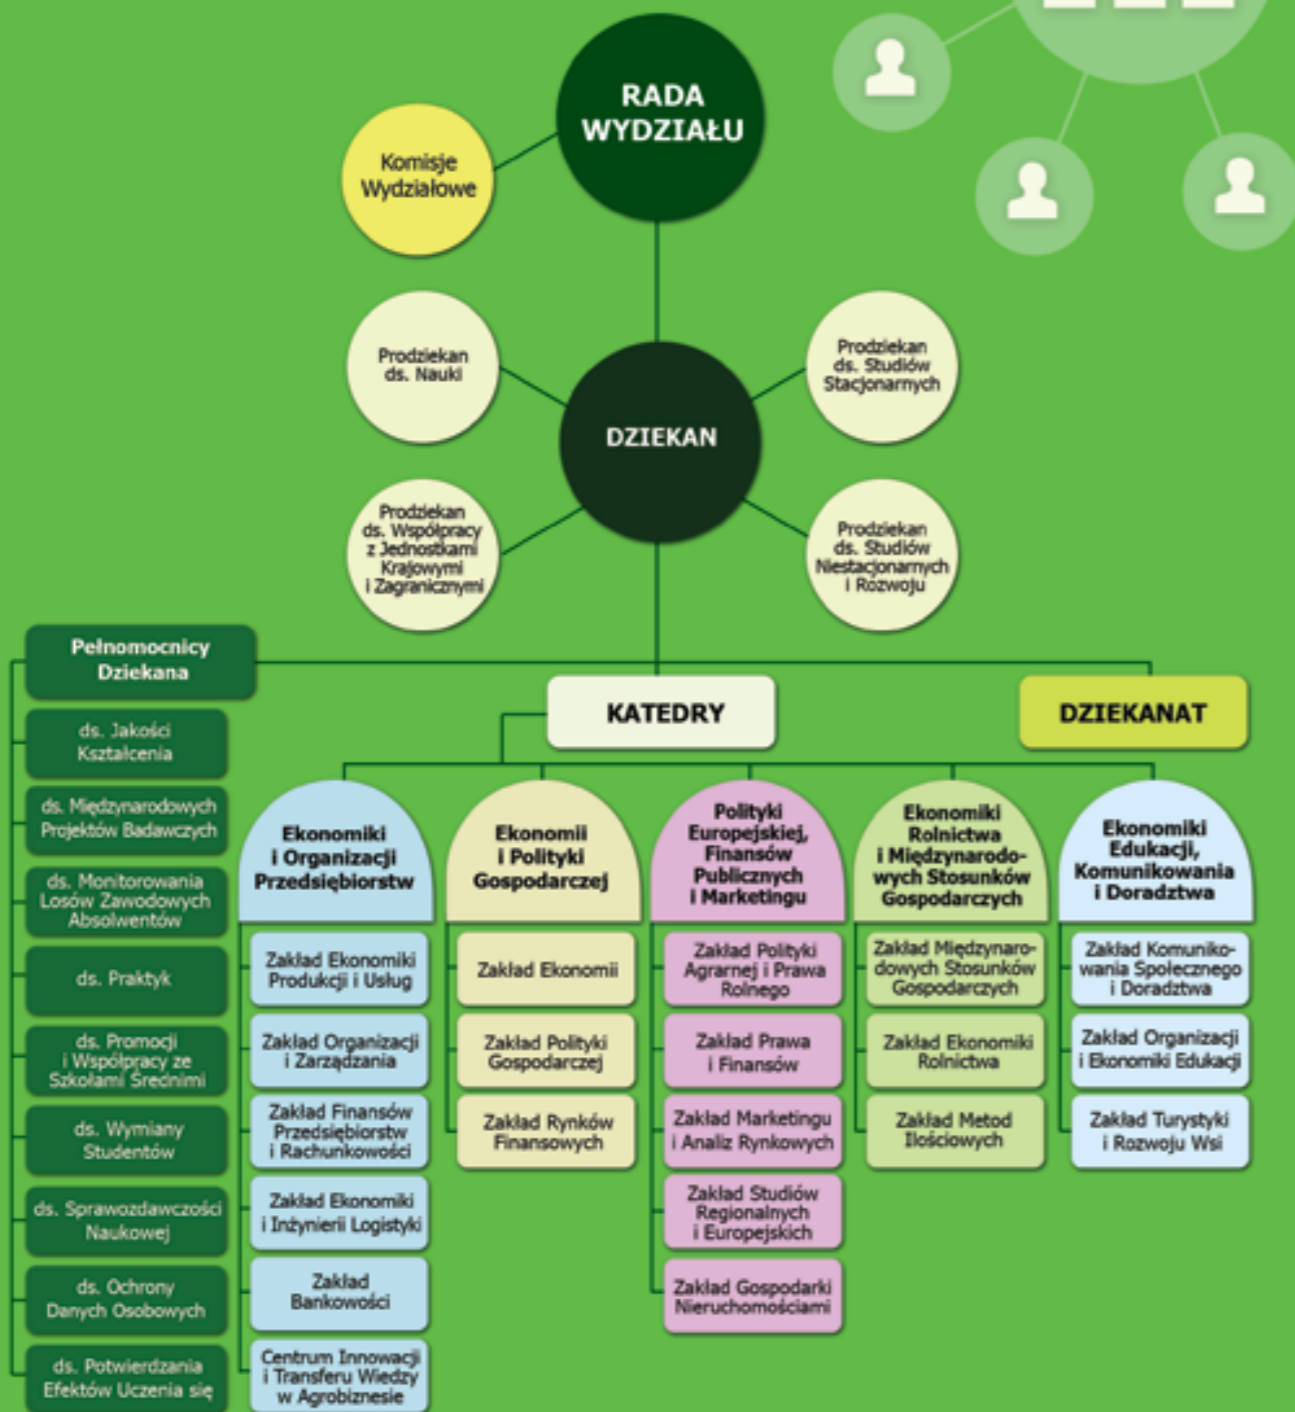 RADA
WYDZIAŁU
Komisje
Wydziałowe
Prodziekan
ds. Nauki
Prodziekan
ds. Studiów
Stacjonarnych
DZIEKAN
Prodziekan
ds. Współpracy
z Jednostkami
Krajowymi
i Zagranicznymi
Prodziekan
ds. Studiów
Niestacjonarnych
i Rozwoju
Pełnomocnicy
Dziekana
ds. Jakości
Kształcenia
ds. Międzynarodowych
Projektów Badawczych
ds. Monitorowania
Losów Zawodowych
Absolwentów
ds. Praktyk
ds. Promocji
i Współpracy ze
Szkołami Średnimi
ds. Wymiany
Studentów
ds. Sprawozdawczości
Naukowej
ds. Ochrony
Danych Osobowych
ds. Potwierdzania
Efektów Uczenia się
KATEDRY
DZIEKANAT
Ekonomiki
i Organizacji
Przedsiębiorstw
Zakład Ekonomiki
Produkcji i Usług
Zakład Organizacji
i Zarządzania
Zakład Finansów
Przedsiębiorstw
i Rachunkowości
Zakład Ekonomiki
i Inżynierii Logistyki
Zakład
Bankowości
Centrum Innowacji
i Transferu Wiedzy
w Agrobiznesie
Ekonomii
i Polityki
Gospodarczej
Zakład Ekonomii
Zakład Polityki
Gospodarczej
Zakład Rynków
Finansowych
Polityki
Europejskiej,
Finansów
Publicznych
i Marketingu
Zakład Polityki
Agrarnej i Prawa
Rolnego
Zakład Prawa
i Finansów
Zakład Marketingu
i Analiz Rynkowych
Zakład Studiów
Regionalnych
i Europejskich
Zakład Gospodarki
Nieruchomościami
Ekonomiki
Rolnictwa
i Międzynarodo-
wych Stosunków
Gospodarczych
Zakład Międzynaro-
dowych Stosunków
Gospodarczych
Zakład Ekonomiki
Rolnictwa
Zakład Metod
Ilościowych
Ekonomiki
Edukacji,
Komunikowania
i Doradztwa
Zakład Komuniko-
wania Społecznego
i Doradztwa
Zakład Organizacji
i Ekonomiki Edukacji
Zakład Turystyki
i Rozwoju Wsi